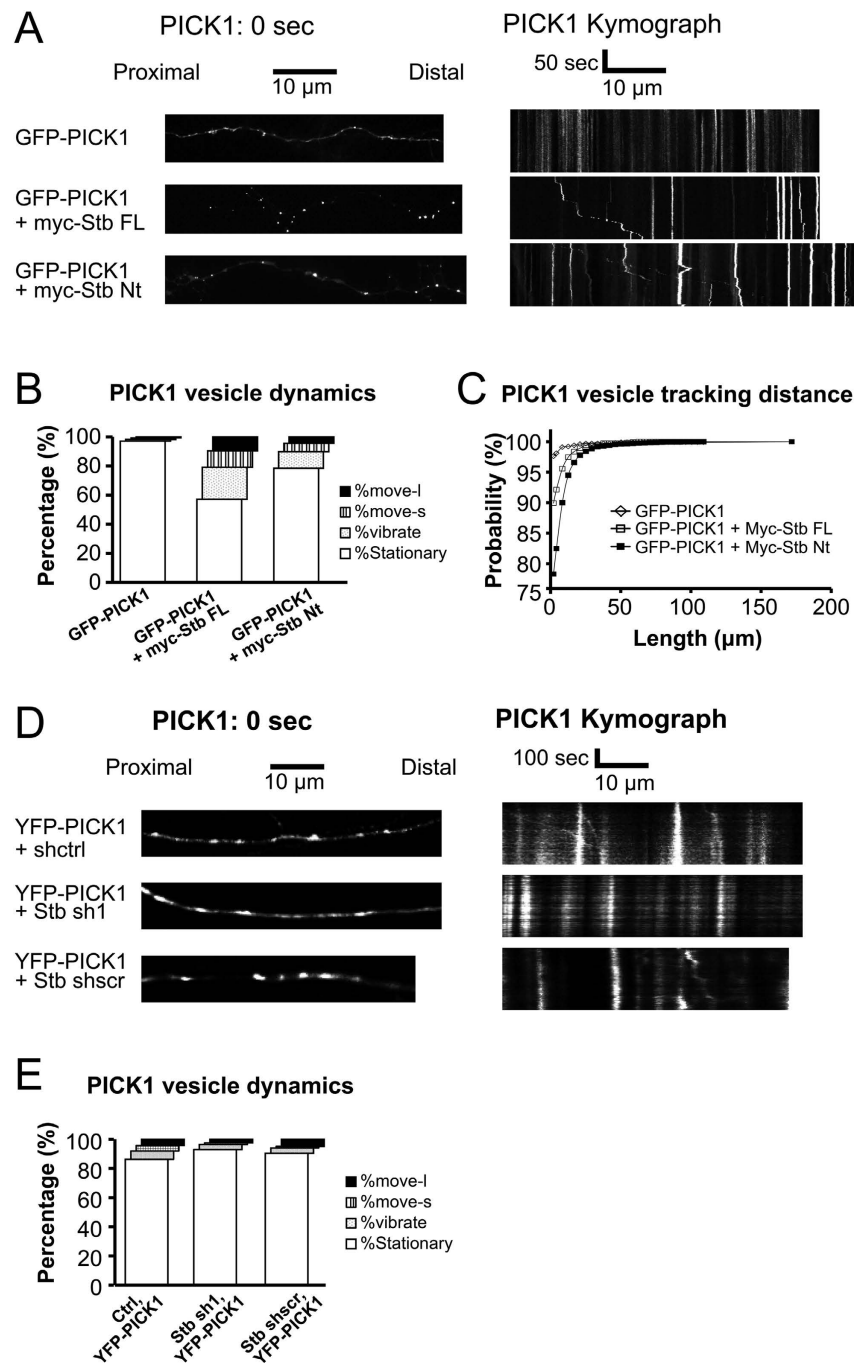 A
PICK1: 0 sec
PICK1 Kymograph
Proximal
Distal
10 µm
50 sec
10 µm
GFP-PICK1
GFP-PICK1
+ myc-Stb FL
GFP-PICK1
+ myc-Stb Nt
B
PICK1 vesicle dynamics
Percentage (%)
100
80
60
40
20
0
GFP-PICK1
GFP-PICK1
+ myc-Stb FL
GFP-PICK1
+ myc-Stb Nt
%move-l
%move-s
%vibrate
%Stationary
C
PICK1 vesicle tracking distance
Probability (%)
100
95
90
85
80
75
0
50
100
150
200
Length (µm)
GFP-PICK1
GFP-PICK1 + Myc-Stb FL
GFP-PICK1 + Myc-Stb Nt
D
PICK1: 0 sec
PICK1 Kymograph
Proximal
Distal
10 µm
100 sec
10 µm
YFP-PICK1
+ shctrl
YFP-PICK1
+ Stb sh1
YFP-PICK1
+ Stb shscr
E
PICK1 vesicle dynamics
Percentage (%)
100
80
60
40
20
0
Ctrl,
YFP-PICK1
Stb sh1,
YFP-PICK1
Stb shscr,
YFP-PICK1
%move-l
%move-s
%vibrate
%Stationary